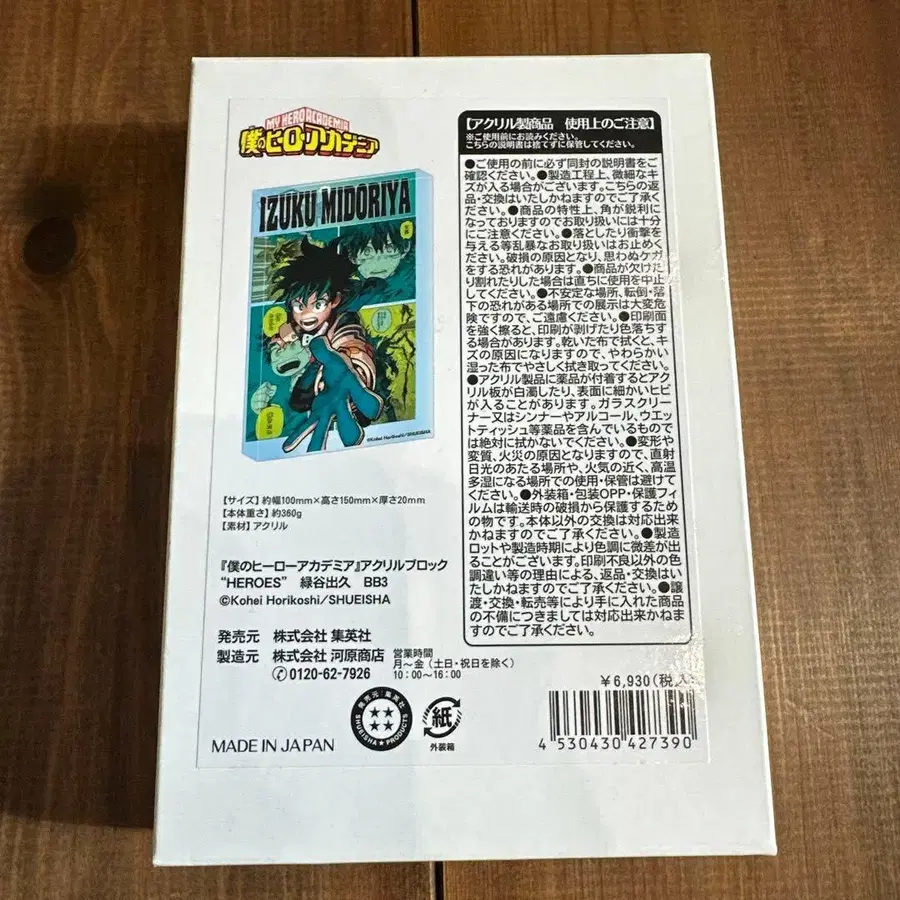 MY HERO ACADEMIA
僕のヒーローアカデミア
IZUKU MIDORIYA
©Kohei Horikoshi/SHUEISHA
【サイズ】約幅100mm×高さ150mm×厚さ20mm
【本体重さ】約360g
【素材】アクリル
『僕のヒーローアカデミア』アクリルブロック
“HEROES” 緑谷出久 BB3
©Kohei Horikoshi/SHUEISHA
発売元 株式会社 集英社
製造元 株式会社 河原商店
0120-62-7926
営業時間
月～金（土日・祝日を除く）
10：00～16：00
MADE IN JAPAN
発売元 集英社
SHUEISHA PRODUCTS
紙
外装箱
【アクリル製商品 使用上のご注意】
※ご使用前にお読みください。
こちらの説明書は捨てずに保管してください。
●ご使用の前に必ず同封の説明書をご
確認ください。●製造工程上、微細なキ
ズが入る場合がございます。こちらの返
品・交換はいたしかねますのでご了承く
ださい。●商品の特性上、角が鋭利に
なっておりますのでお取り扱いには十分
にご注意ください。●落としたり衝撃を
与える等乱暴なお取り扱いはお止めく
ださい。破損の原因となり、思わぬケガ
をする恐れがあります。●商品が欠けた
り割れたりした場合は直ちに使用を中止
してください。●不安定な場所、転倒・落
下の恐れがある場所での展示は大変危
険ですので、ご遠慮ください。●印刷面
を強く擦ると、印刷が剥げたり色落ちす
る場合があります。乾いた布で拭くと、キ
ズの原因になりますので、やわらかい
湿った布でやさしく拭き取ってください。
●アクリル製品に薬品が付着するとアク
リル板が白濁したり、表面に細かいヒビ
が入ることがあります。ガラスクリー
ナー又はシンナーやアルコール、ウエッ
トティッシュ等薬品を含んでいるもので
は絶対に拭かないでください。●変形や
変質、火災の原因となりますので、直射
日光のあたる場所や、火気の近く、高温
多湿になる場所での使用・保管は避けて
ください。●外装箱・包装OPP・保護フィ
ルムは輸送時の破損から保護するため
の物です。本体以外の交換は対応出来
かねますのでご了承ください。●製造
ロットや製造時期により色調に微差が出
ることがございます。印刷不良以外の色
調違い等の理由による、返品・交換はい
たしかねますのでご了承ください。●譲
渡・交換・転売等により手に入れた商品
の不備につきましては対応出来かねま
すのでご了承ください。
￥6,930（税込
4 530430 427390